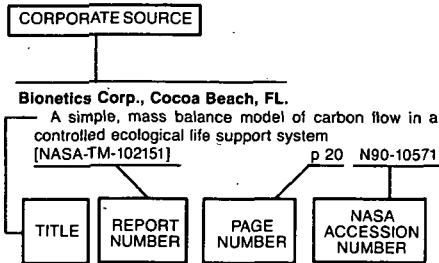 CORPORATE SOURCE
Bionetics Corp., Cocoa Beach, FL.
A simple, mass balance model of carbon flow in a
controlled ecological life support system
[NASA-TM-102151] p 20 N90-10571
TITLE
REPORT
NUMBER
PAGE
NUMBER
NASA
ACCESSION
NUMBER